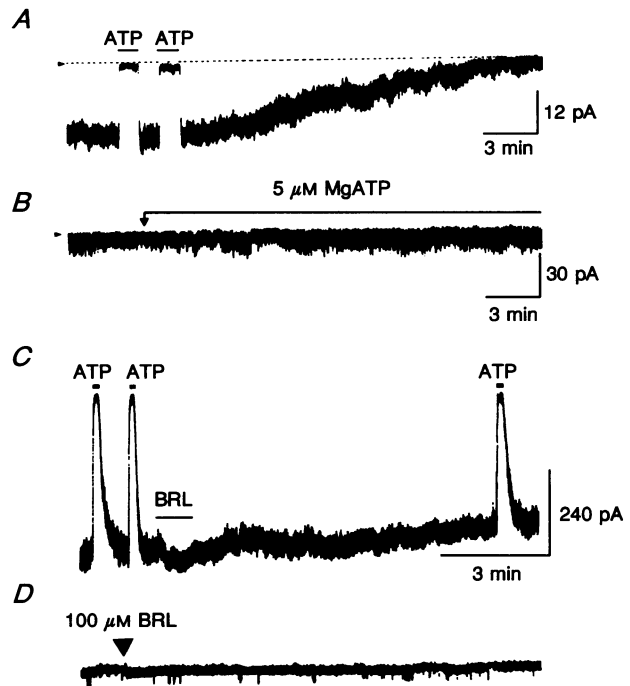 A
ATP ATP
12 pA
3 min
B
5 μM MgATP
30 pA
3 min
C
ATP ATP ATP
BRL
240 pA
3 min
D
100 μM BRL